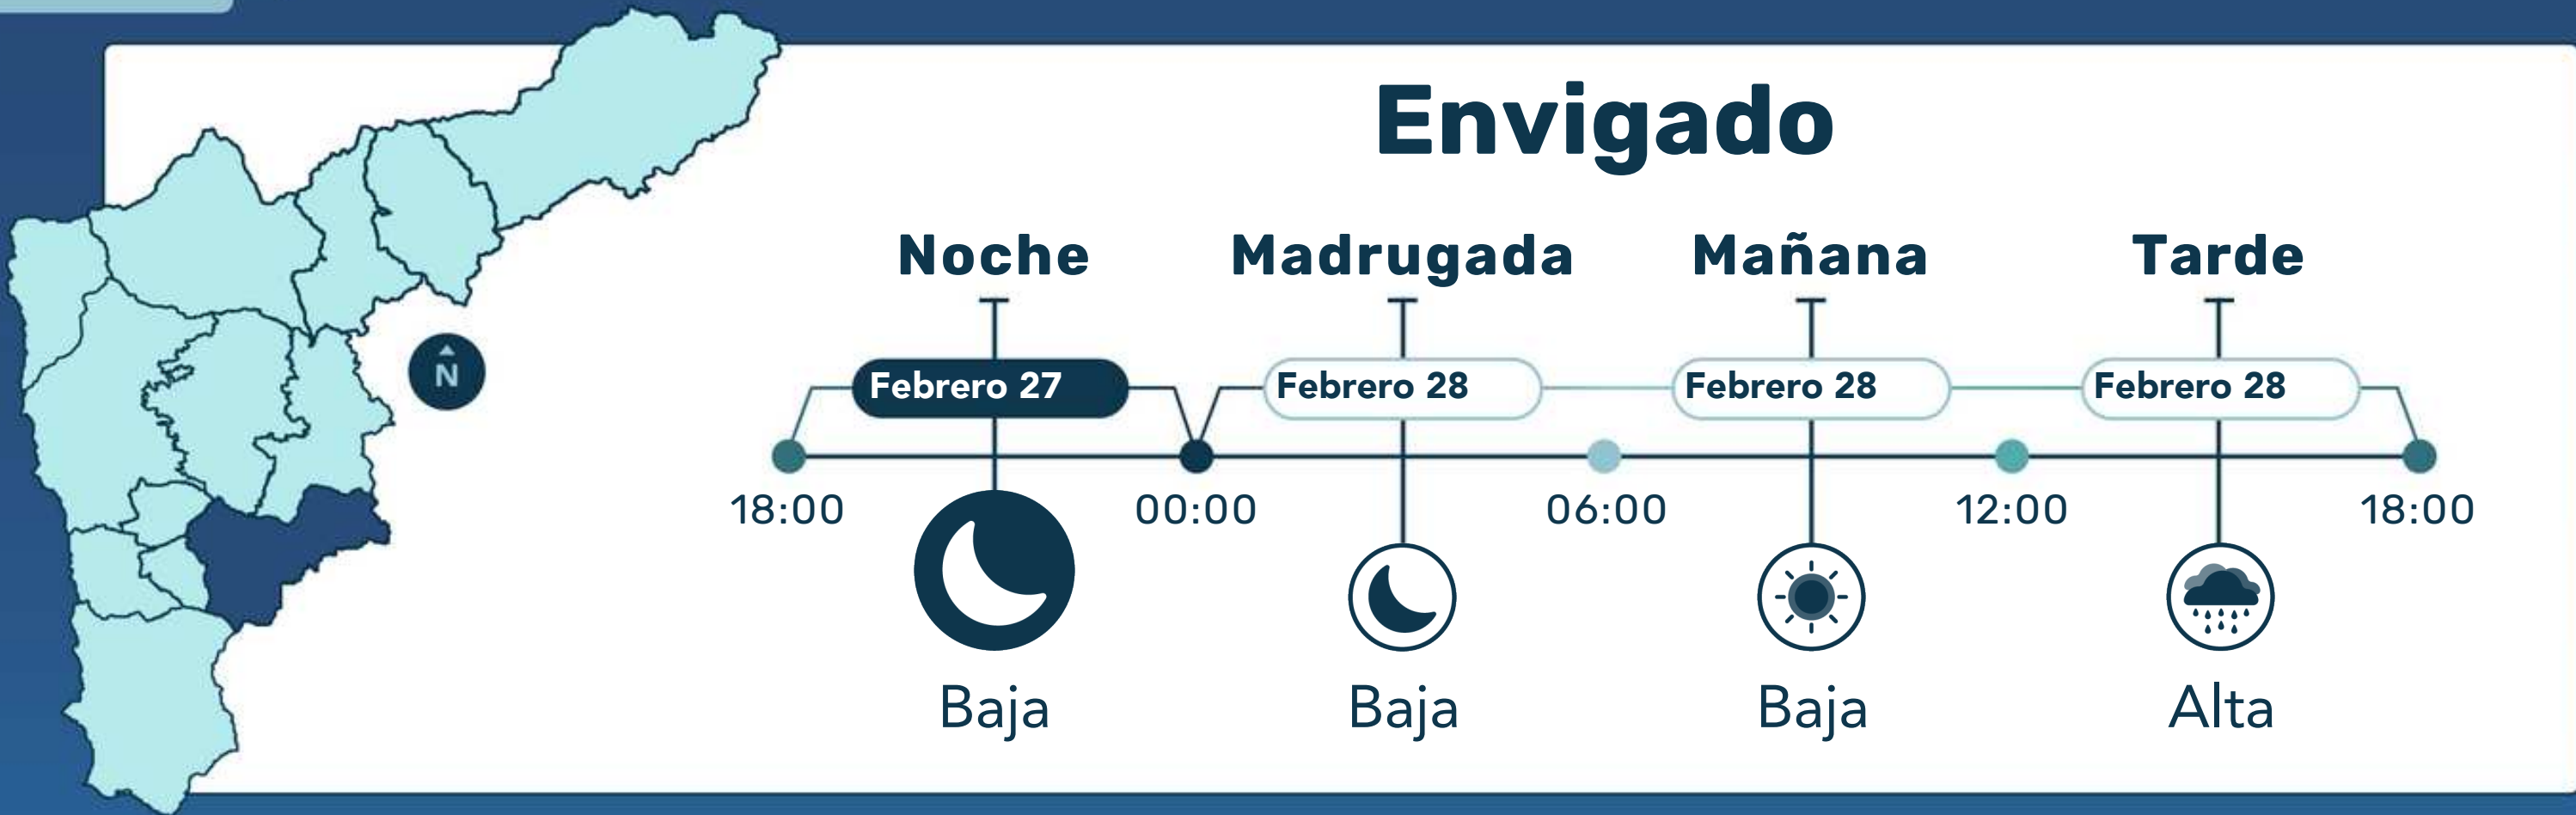 Envigado
Noche
Madrugada
Mañana
Tarde
Febrero 27
Febrero 28
Febrero 28
Febrero 28
N
18:00
00:00
06:00
12:00
18:00
Baja
Baja
Baja
Alta